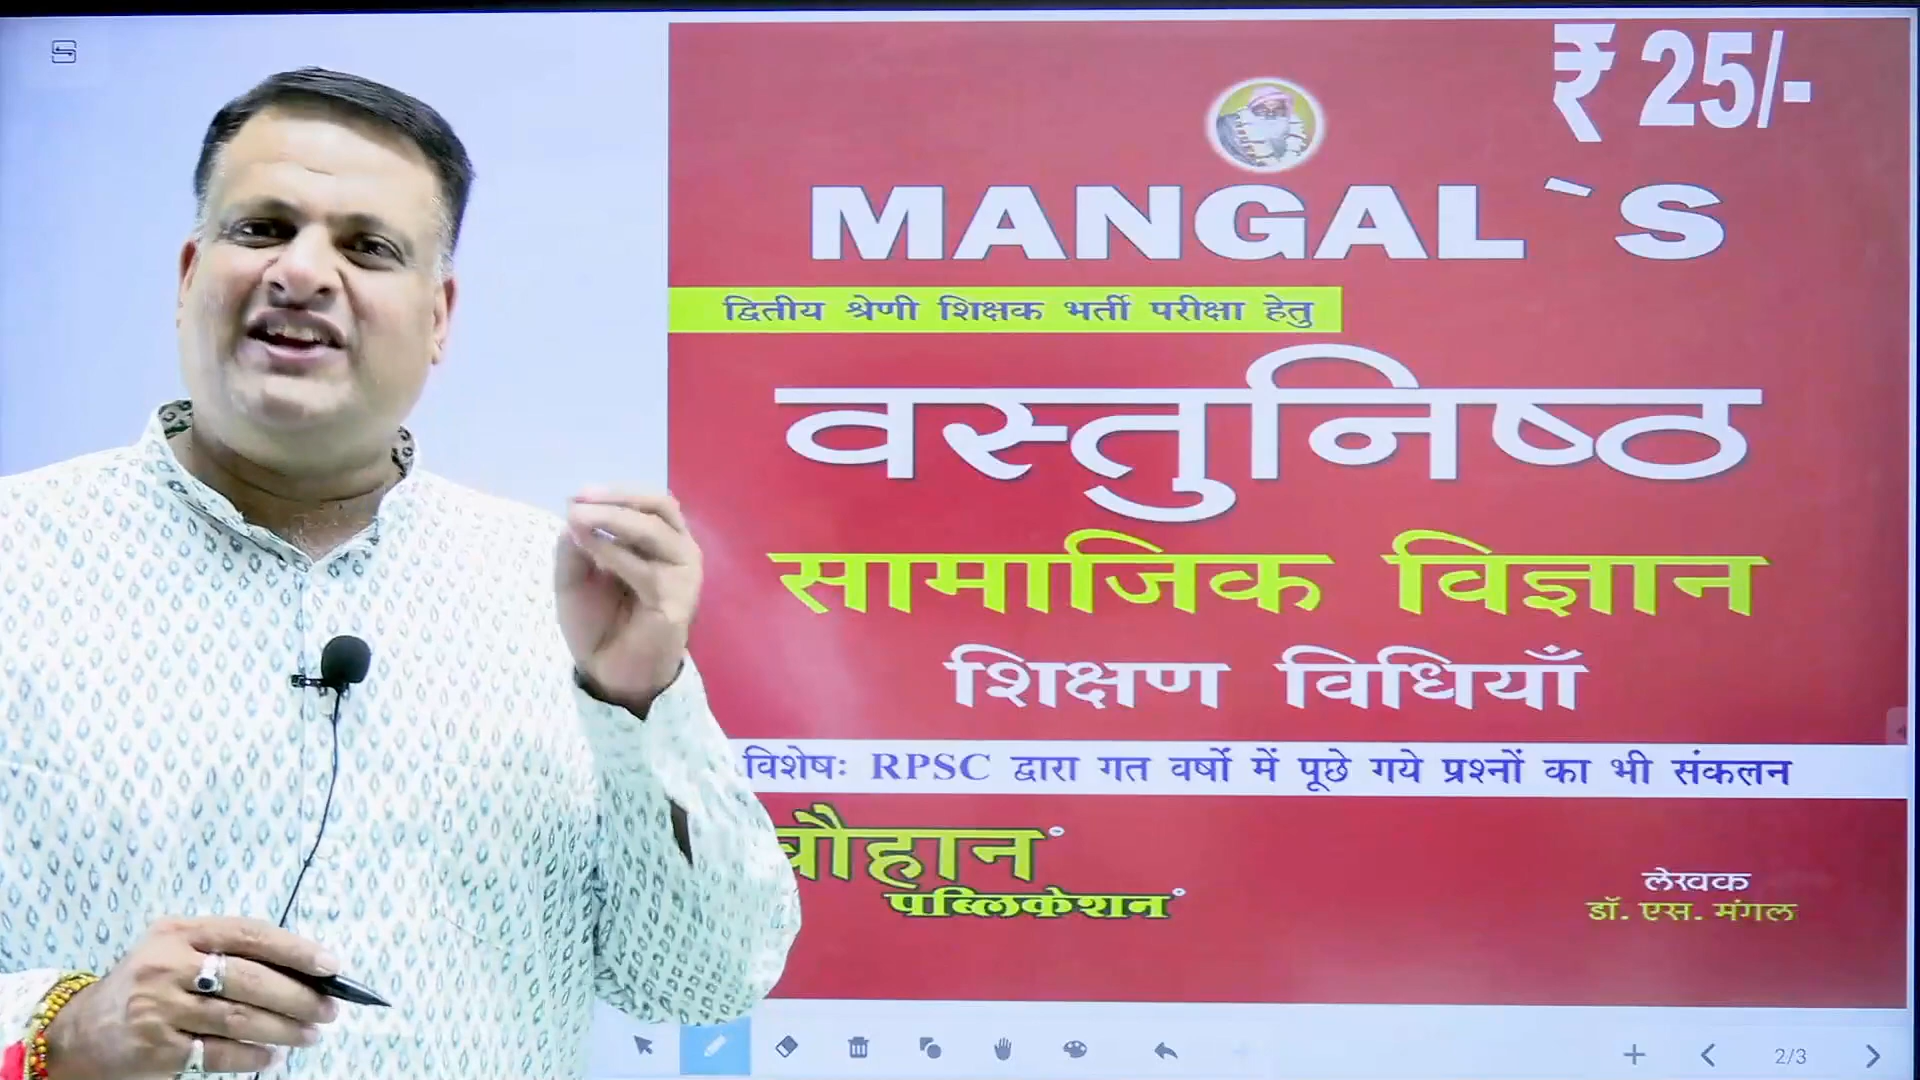 ₹ 25/-
MANGAL`S
द्वितीय श्रेणी शिक्षक भर्ती परीक्षा हेतु
वस्तुनिष्ठ
सामाजिक विज्ञान
शिक्षण विधियाँ
विशेषः RPSC द्वारा गत वर्षो में पूछे गये प्रश्नों का भी संकलन
चौहान
पब्लिकेशन
लेखक
डॉ. एस. मंगल
2/3